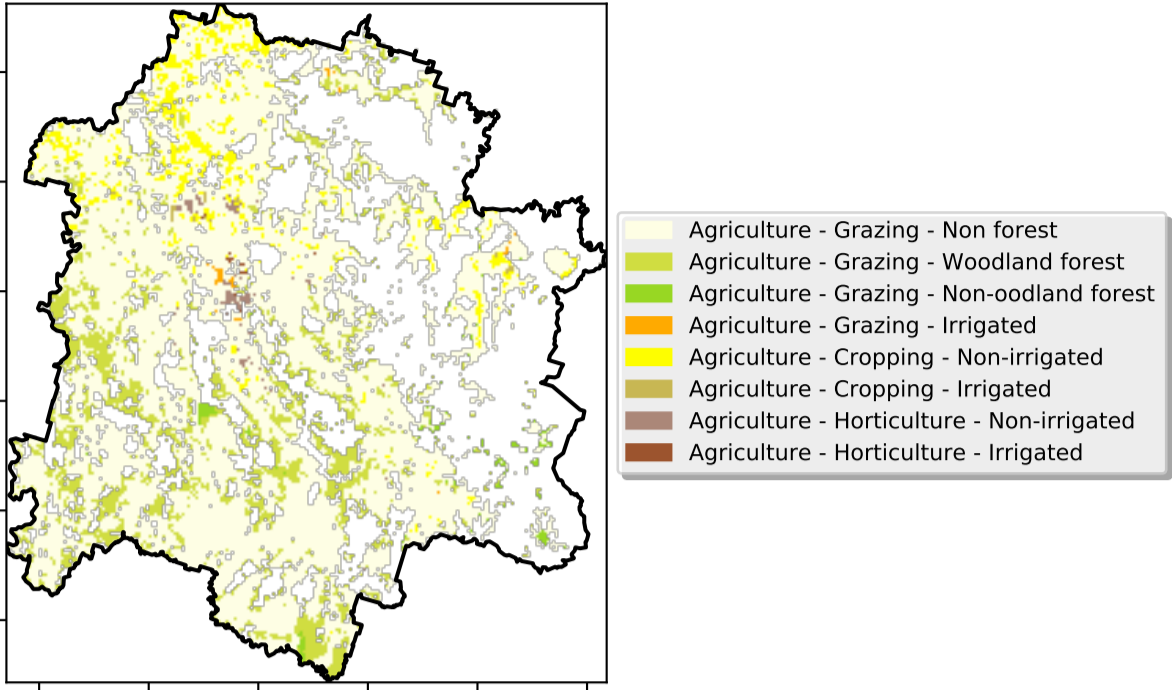 Agriculture - Grazing - Non forest
Agriculture - Grazing - Woodland forest
Agriculture - Grazing - Non-oodland forest
Agriculture - Grazing - Irrigated
Agriculture - Cropping - Non-irrigated
Agriculture - Cropping - Irrigated
Agriculture - Horticulture - Non-irrigated
Agriculture - Horticulture - Irrigated